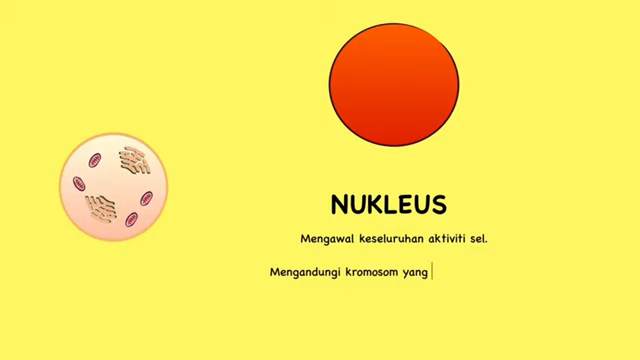 NUKLEUS
Mengawal keseluruhan aktiviti sel.
Mengandungi kromosom yang